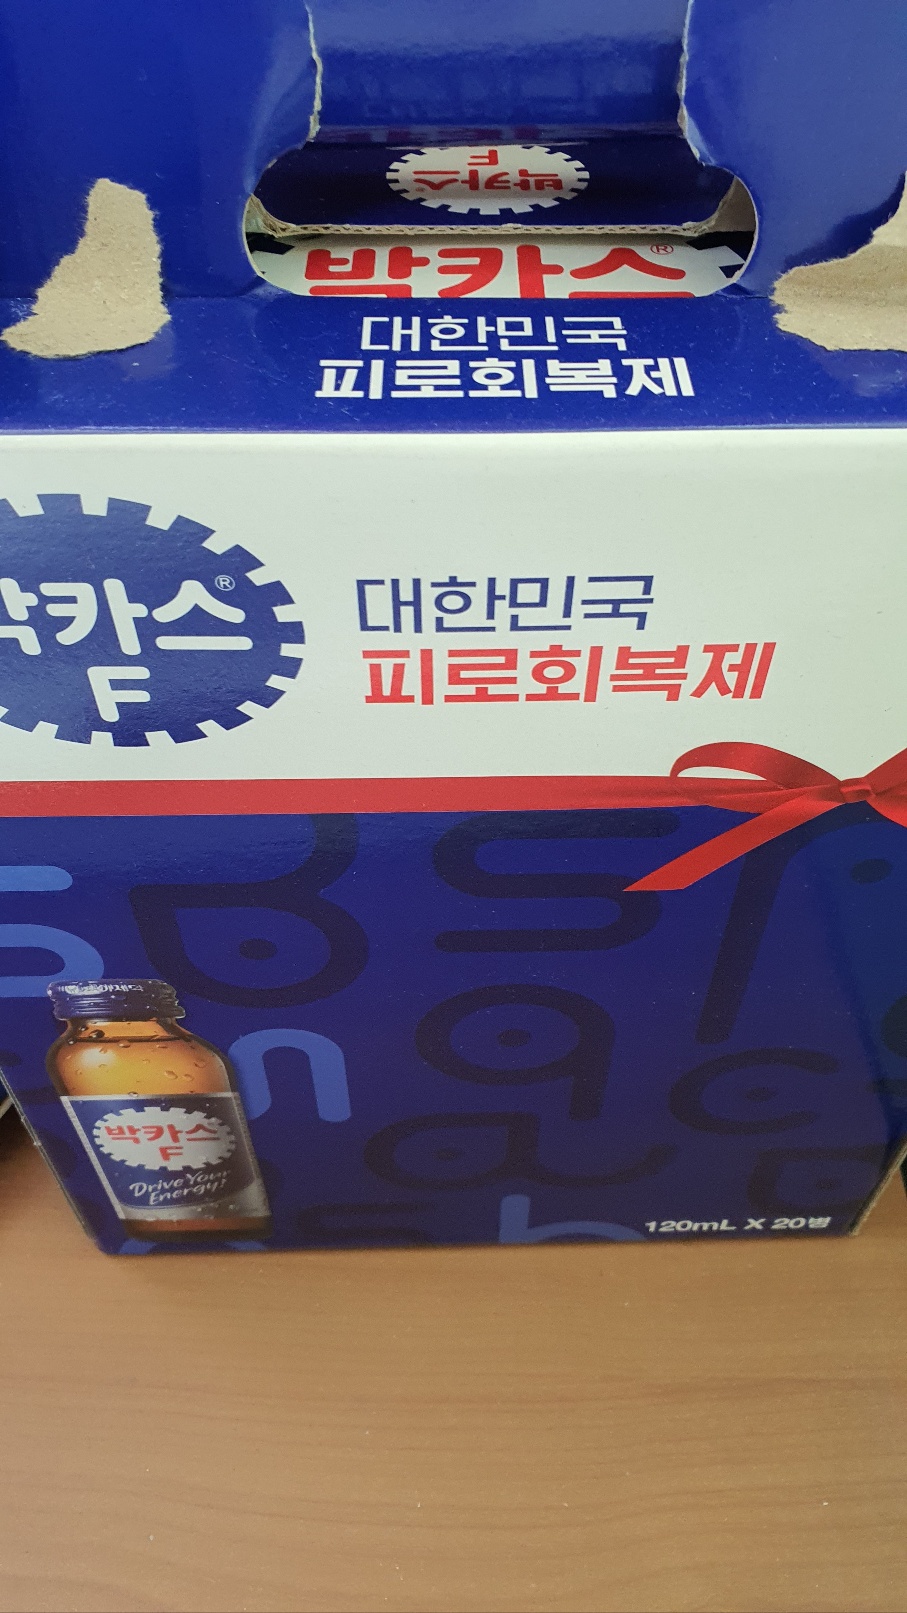 박카스
F
박카스®
대한민국
피로회복제
박카스®
F
대한민국
피로회복제
박카스
F
Drive Your
Energy!
120mL X 20병